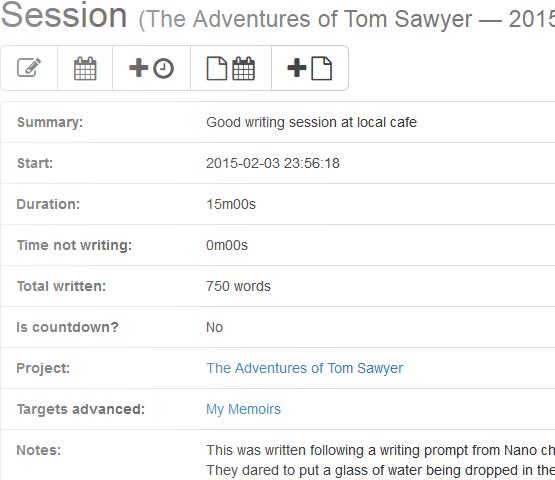 Session (The Adventures of Tom Sawyer — 2015
Summary: Good writing session at local cafe
Start: 2015-02-03 23:56:18
Duration: 15m00s
Time not writing: 0m00s
Total written: 750 words
Is countdown? No
Project: The Adventures of Tom Sawyer
Targets advanced: My Memoirs
Notes: This was written following a writing prompt from Nano ch
They dared to put a glass of water being dropped in the